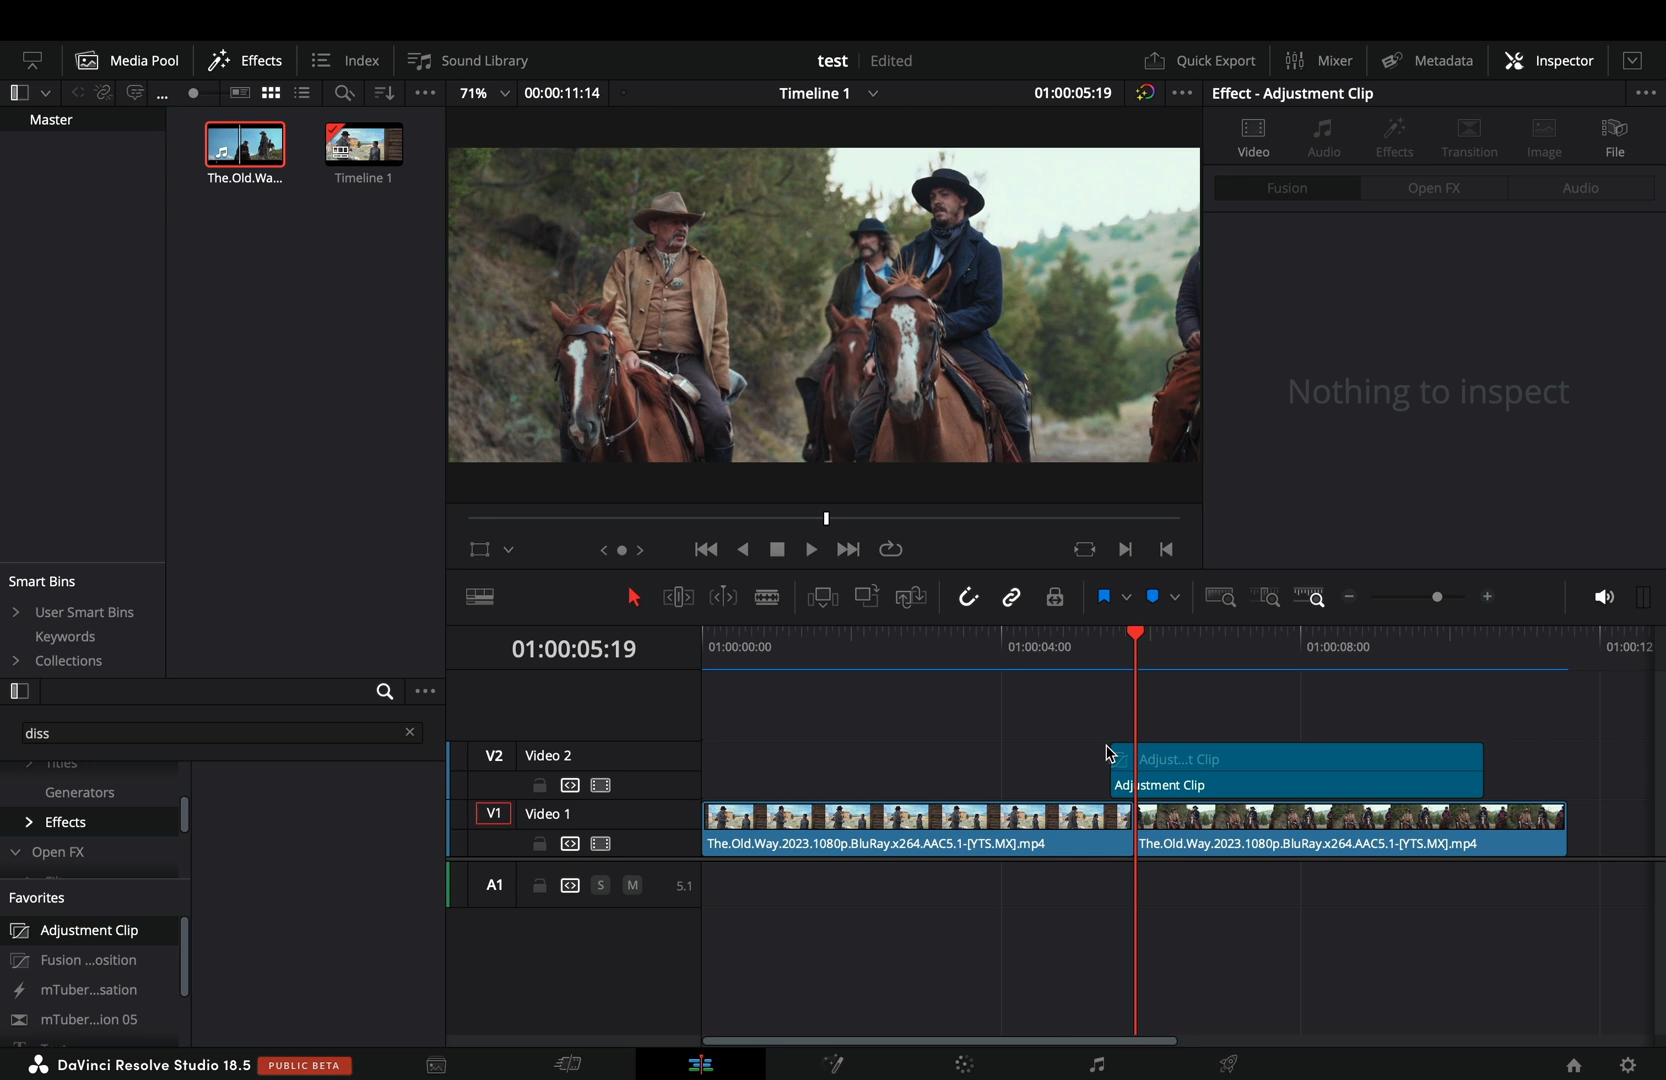 Media Pool
Effects
Index
Sound Library
test
Edited
Quick Export
Mixer
Metadata
Inspector
...
71%
00:00:11:14
Timeline 1
01:00:05:19
Effect - Adjustment Clip
Master
The.Old.Wa...
Timeline 1
Video
Audio
Effects
Transition
Image
File
Fusion
Open FX
Audio
Nothing to inspect
Smart Bins
User Smart Bins
Keywords
Collections
01:00:05:19
01:00:00:00
01:00:04:00
01:00:08:00
01:00:12
diss
Titles
Generators
Effects
Open FX
V2
Video 2
Adjust...t Clip
Adjustment Clip
V1
Video 1
The.Old.Way.2023.1080p.BluRay.x264.AAC5.1-[YTS.MX].mp4
The.Old.Way.2023.1080p.BluRay.x264.AAC5.1-[YTS.MX].mp4
A1
S
M
5.1
Favorites
Adjustment Clip
Fusion ...osition
mTuber...sation
mTuber...ion 05
DaVinci Resolve Studio 18.5
PUBLIC BETA